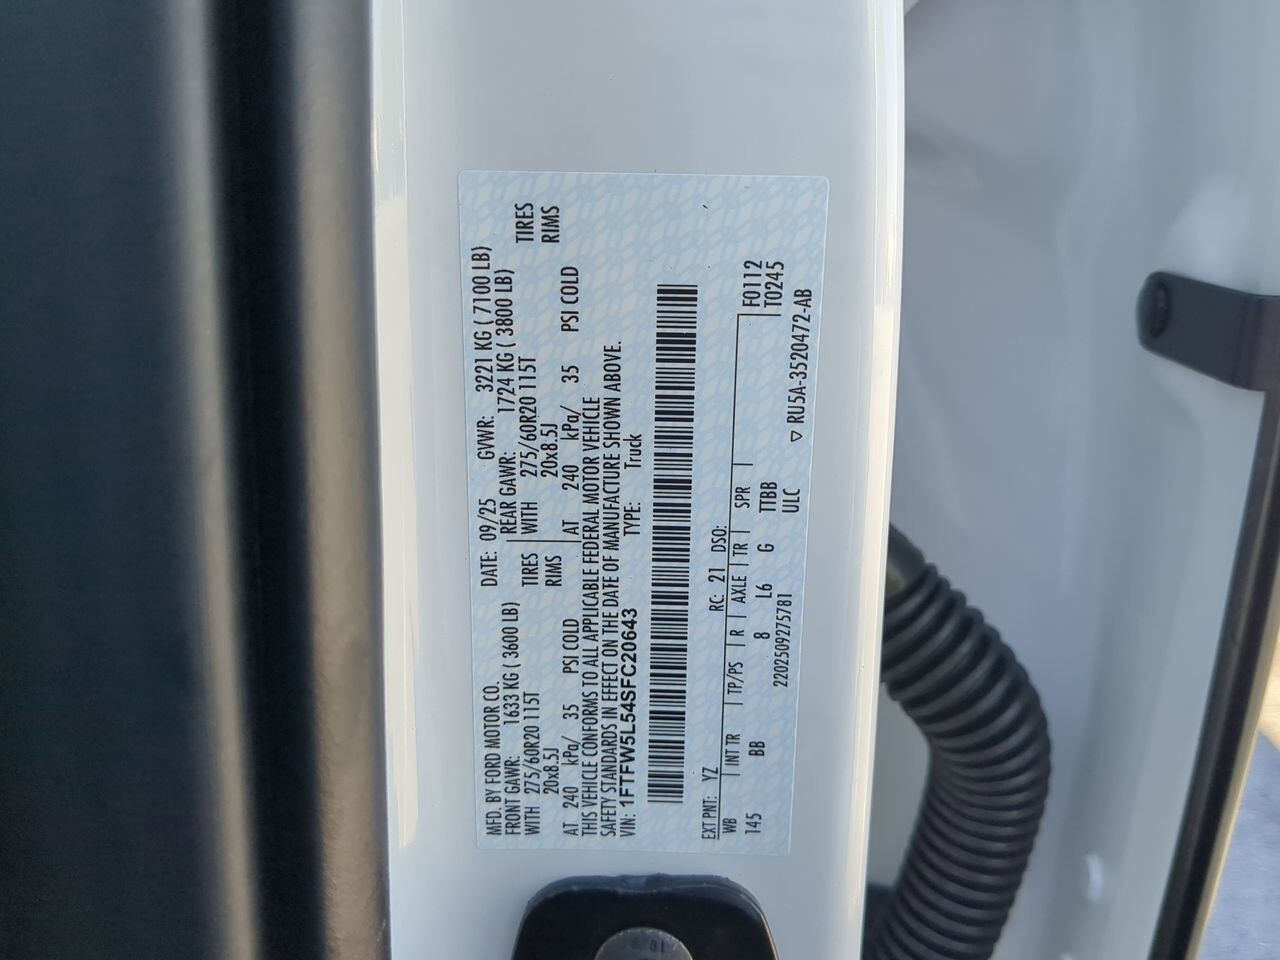 MFD. BY FORD MOTOR CO.
DATE: 09/25 GVWR: 3221 KG ( 7100 LB)
FRONT GAWR: 1633 KG ( 3600 LB)
REAR GAWR: 1724 KG ( 3800 LB)
WITH 275/60R20 115T TIRES
WITH 275/60R20 115T TIRES
20x8.5J RIMS
20x8.5J RIMS
AT 240 kPa/ 35 PSI COLD
AT 240 kPa/ 35 PSI COLD
THIS VEHICLE CONFORMS TO ALL APPLICABLE FEDERAL MOTOR VEHICLE
SAFETY STANDARDS IN EFFECT ON THE DATE OF MANUFACTURE SHOWN ABOVE.
VIN: 1FTFW5L54SFC20643 TYPE: Truck
EXT PNT: YZ RC: 21 DSO:
WB INT TR TP/PS R AXLE TR SPR F0112
145 BB 8 L6 G TTBB T0245
2202509275781 ULC
▽ RU5A-3520472-AB